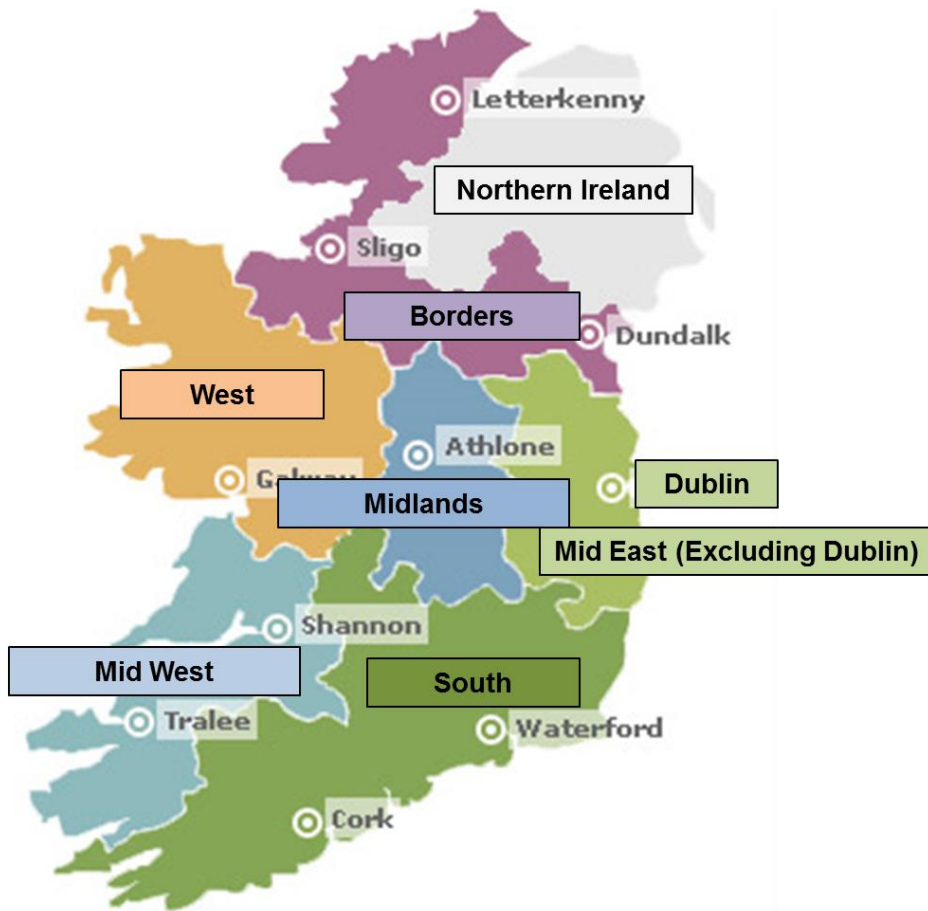 Letterkenny
Northern Ireland
Sligo
Borders
Dundalk
West
Athlone
Galway
Dublin
Midlands
Mid East (Excluding Dublin)
Shannon
Mid West
South
Tralee
Waterford
Cork